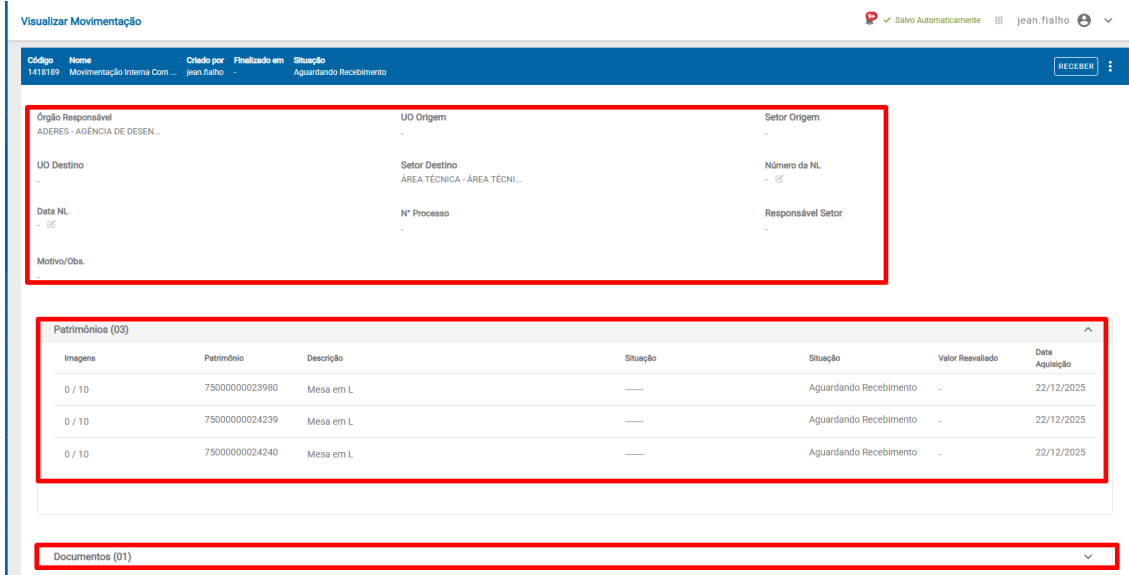 Visualizar Movimentação
9+ Salvo Automaticamente jean.fialho
Código Nome Criado por Finalizado em Situação
1418189 Movimentação Interna Com ... jean.fialho - Aguardando Recebimento
RECEBER
Órgão Responsável UO Origem Setor Origem
ADERES - AGÊNCIA DE DESEN... - -
UO Destino Setor Destino Número da NL
- ÁREA TÉCNICA - ÁREA TÉCNI... -
Data NL N° Processo Responsável Setor
- - -
Motivo/Obs.
-
Patrimônios (03)
Imagens Patrimônio Descrição Situação Situação Valor Reavaliado Data Aquisição
0 / 10 75000000023980 Mesa em L ------ Aguardando Recebimento - 22/12/2025
0 / 10 75000000024239 Mesa em L ------ Aguardando Recebimento - 22/12/2025
0 / 10 75000000024240 Mesa em L ------ Aguardando Recebimento - 22/12/2025
Documentos (01)